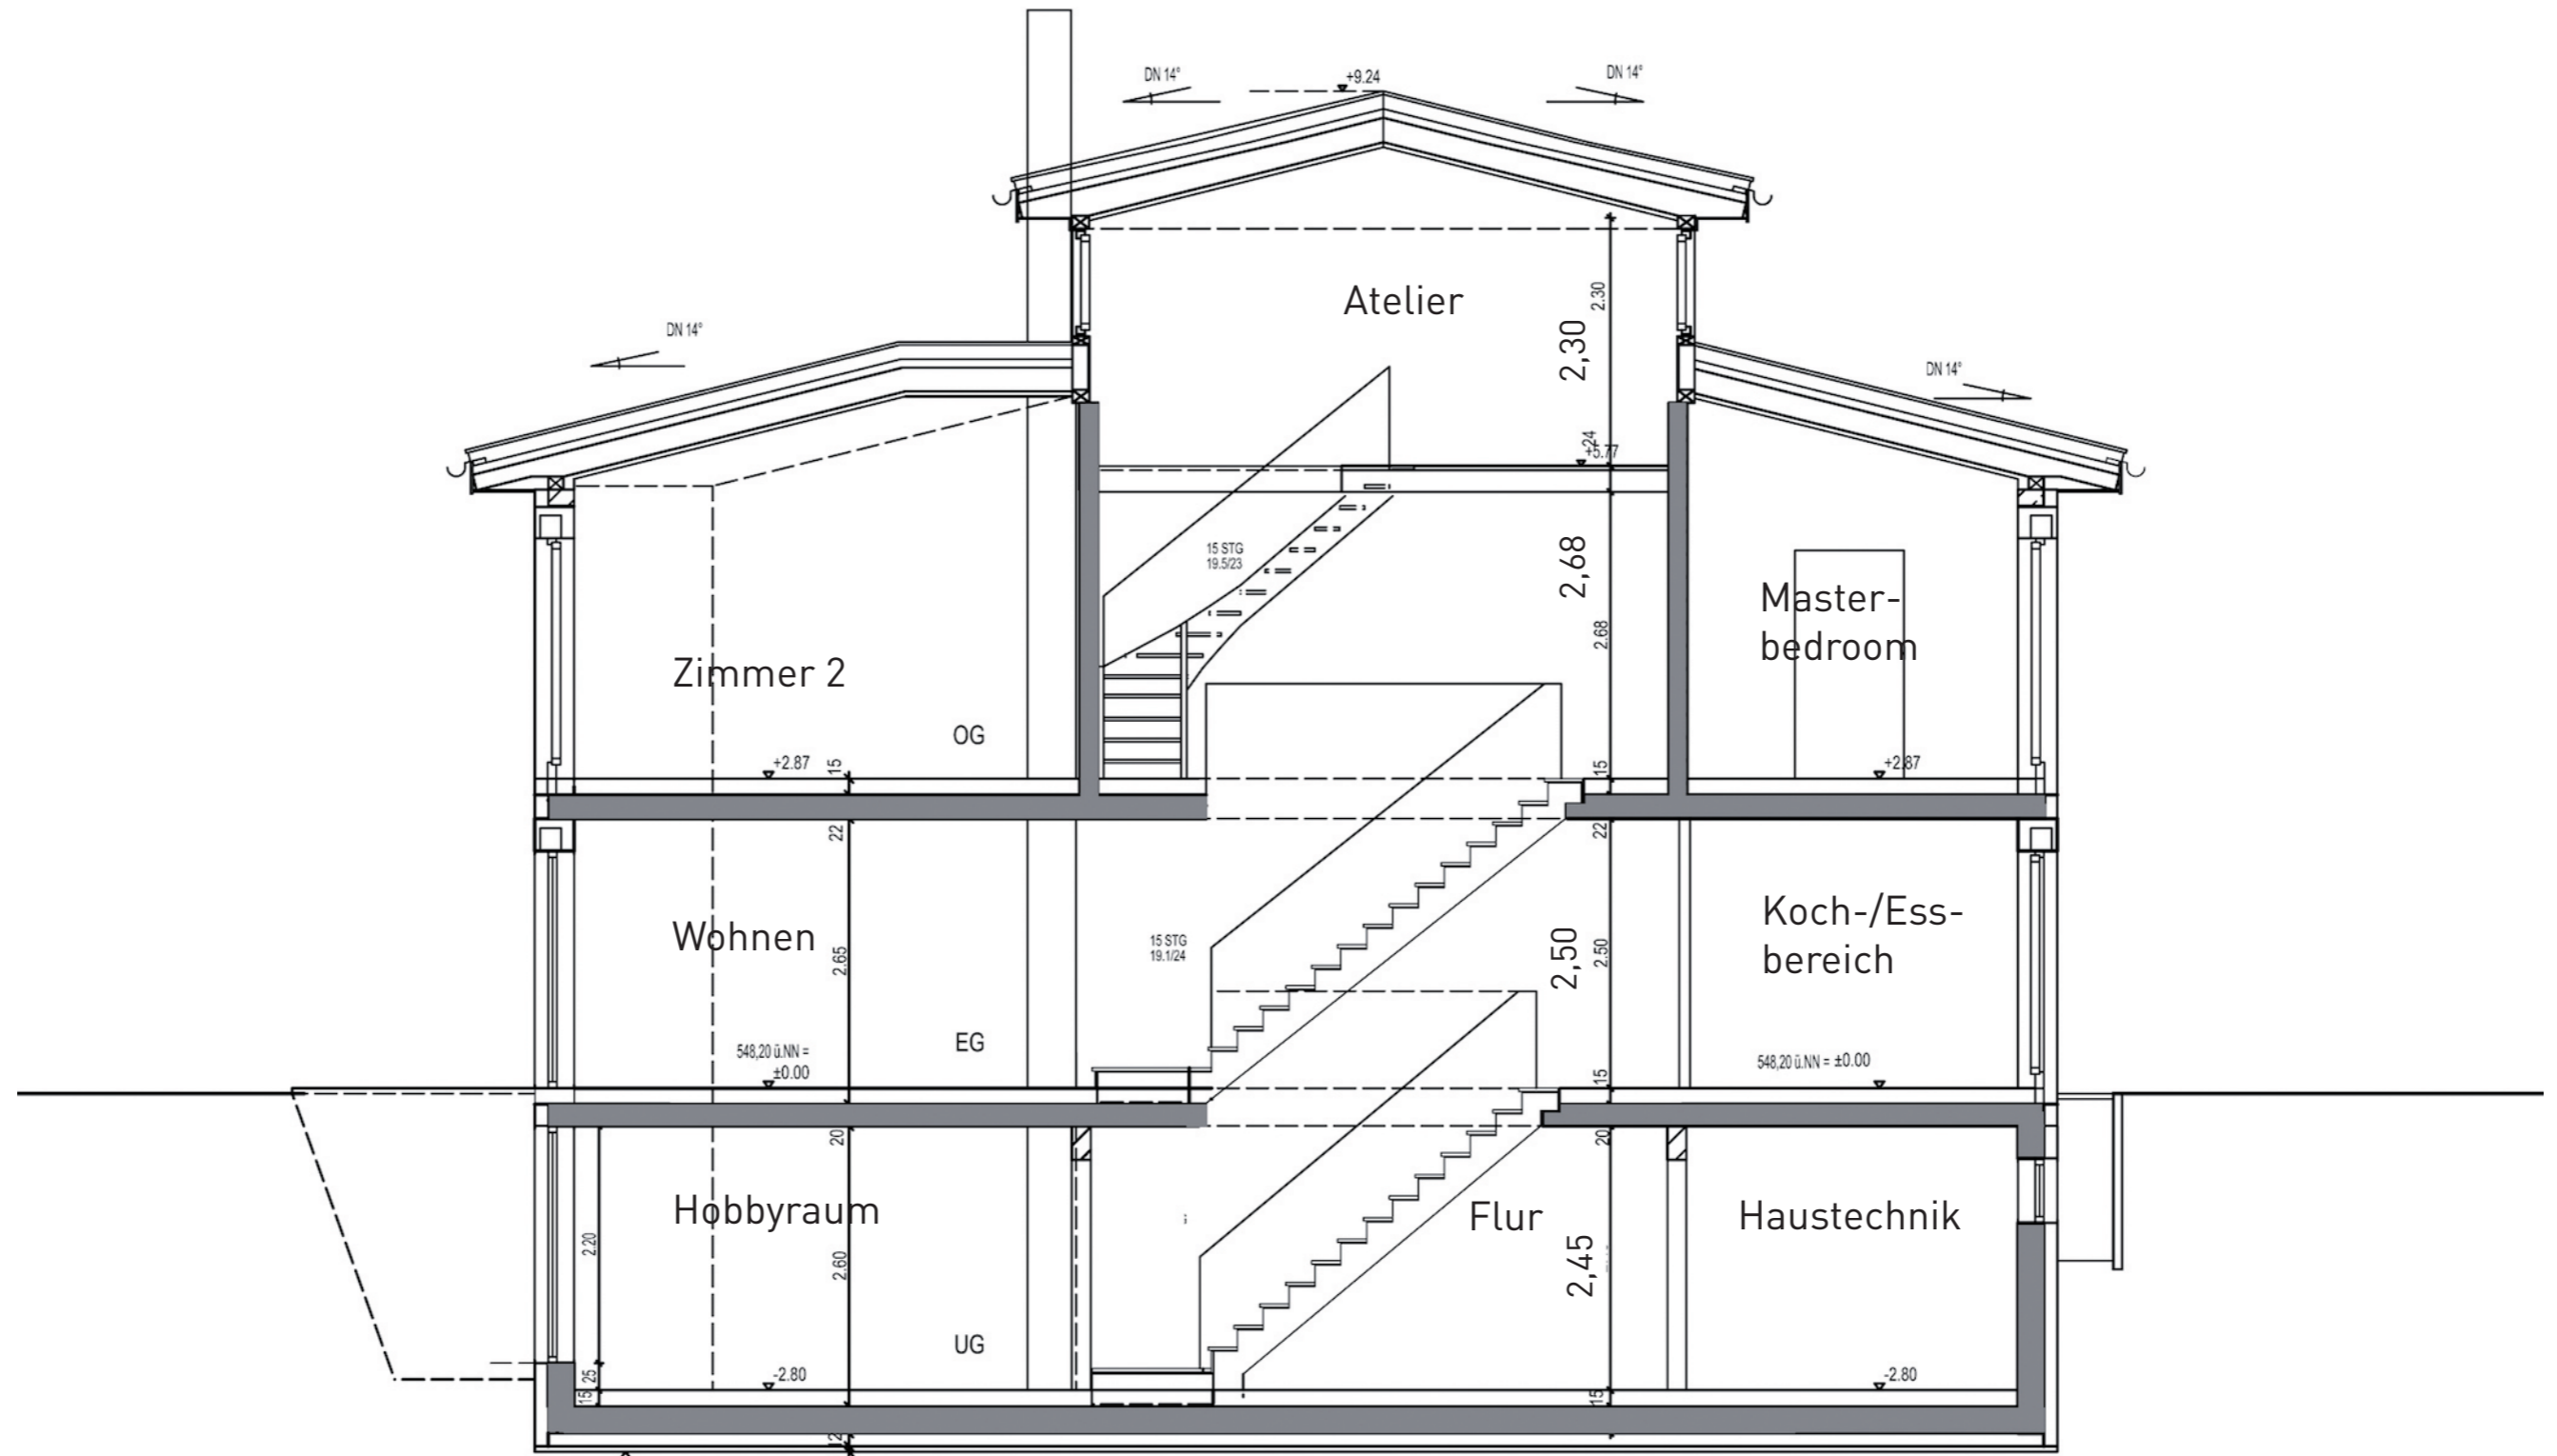 DN 14°
+9.24
DN 14°
Atelier
2.30
2,30
DN 14°
DN 14°
24
+5.77
15 STG
19.5/23
2,68
2.68
Master-
bedroom
Zimmer 2
OG
+2.87
15
15
+2.87
22
22
Wohnen
2.65
15 STG
19.1/24
2,50
2.50
Koch-/Ess-
bereich
EG
548,20 ü.NN =
±0.00
548,20 ü.NN = ±0.00
15
20
20
Hobbyraum
Flur
Haustechnik
2.20
2.60
2,45
UG
25
-2.80
-2.80
15
15
12